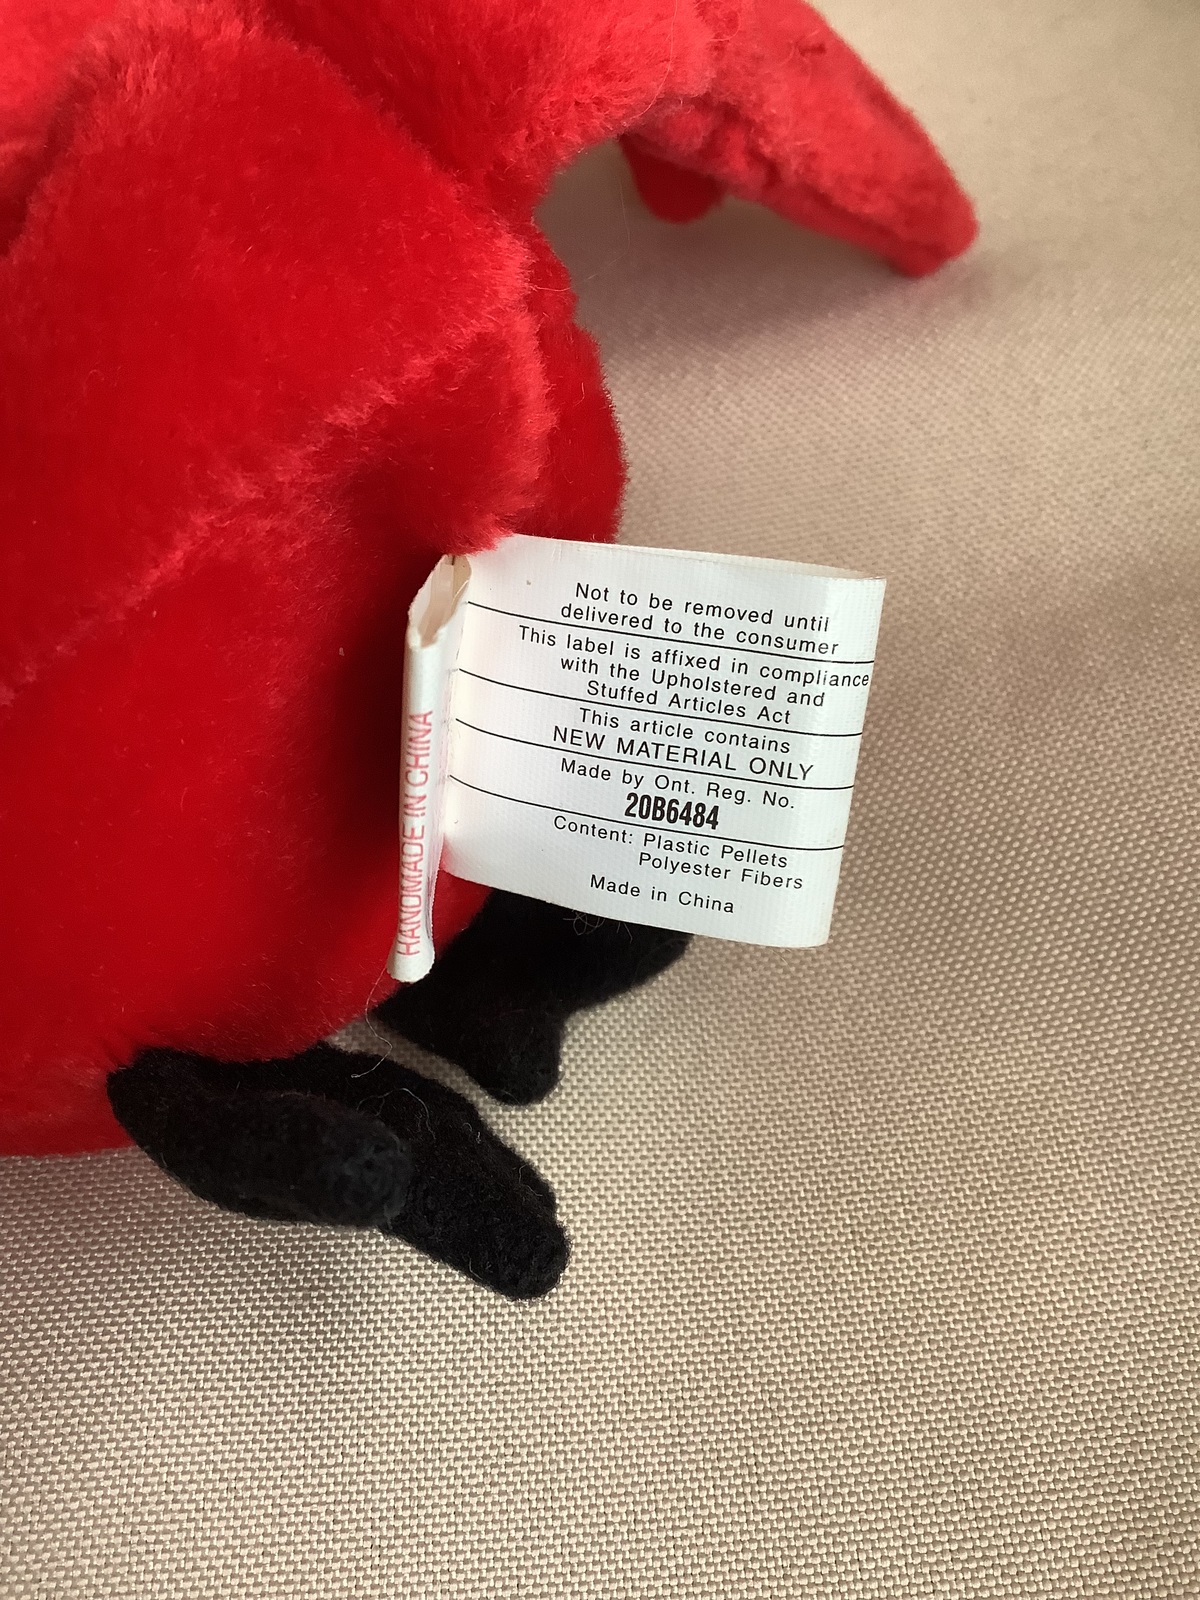 Not to be removed until
delivered to the consumer
This label is affixed in compliance
with the Upholstered and
Stuffed Articles Act
This article contains
NEW MATERIAL ONLY
Made by Ont. Reg. No.
20B6484
Content: Plastic Pellets
Polyester Fibers
Made in China
HANDMADE IN CHINA